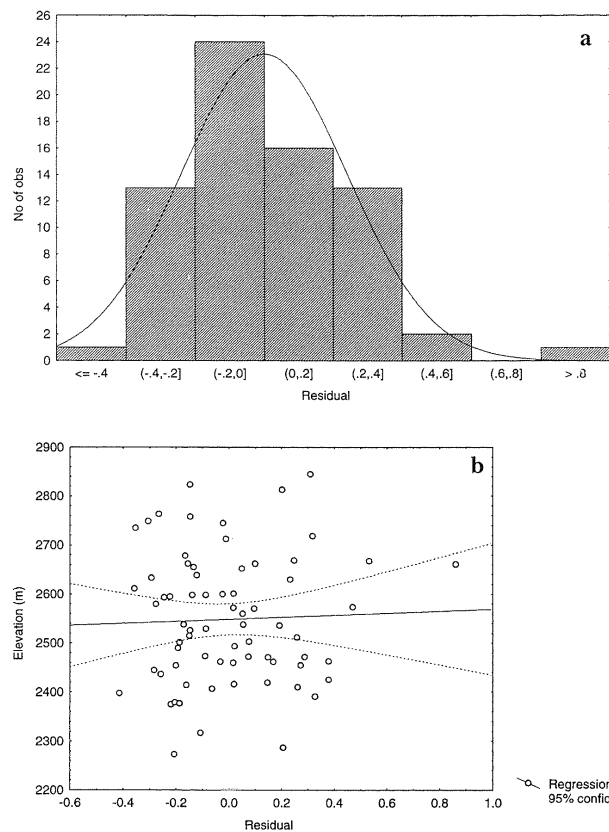 a
26
24
22
20
18
16
14
12
10
8
6
4
2
0
No of obs
<= -.4 (-.4,-.2] (-.2,0] (0,.2] (.2,.4] (.4,.6] (.6,.8] > .8
Residual
b
2900
2800
2700
2600
2500
2400
2300
2200
Elevation (m)
-0.6 -0.4 -0.2 0.0 0.2 0.4 0.6 0.8 1.0
Residual
Regression
95% confid